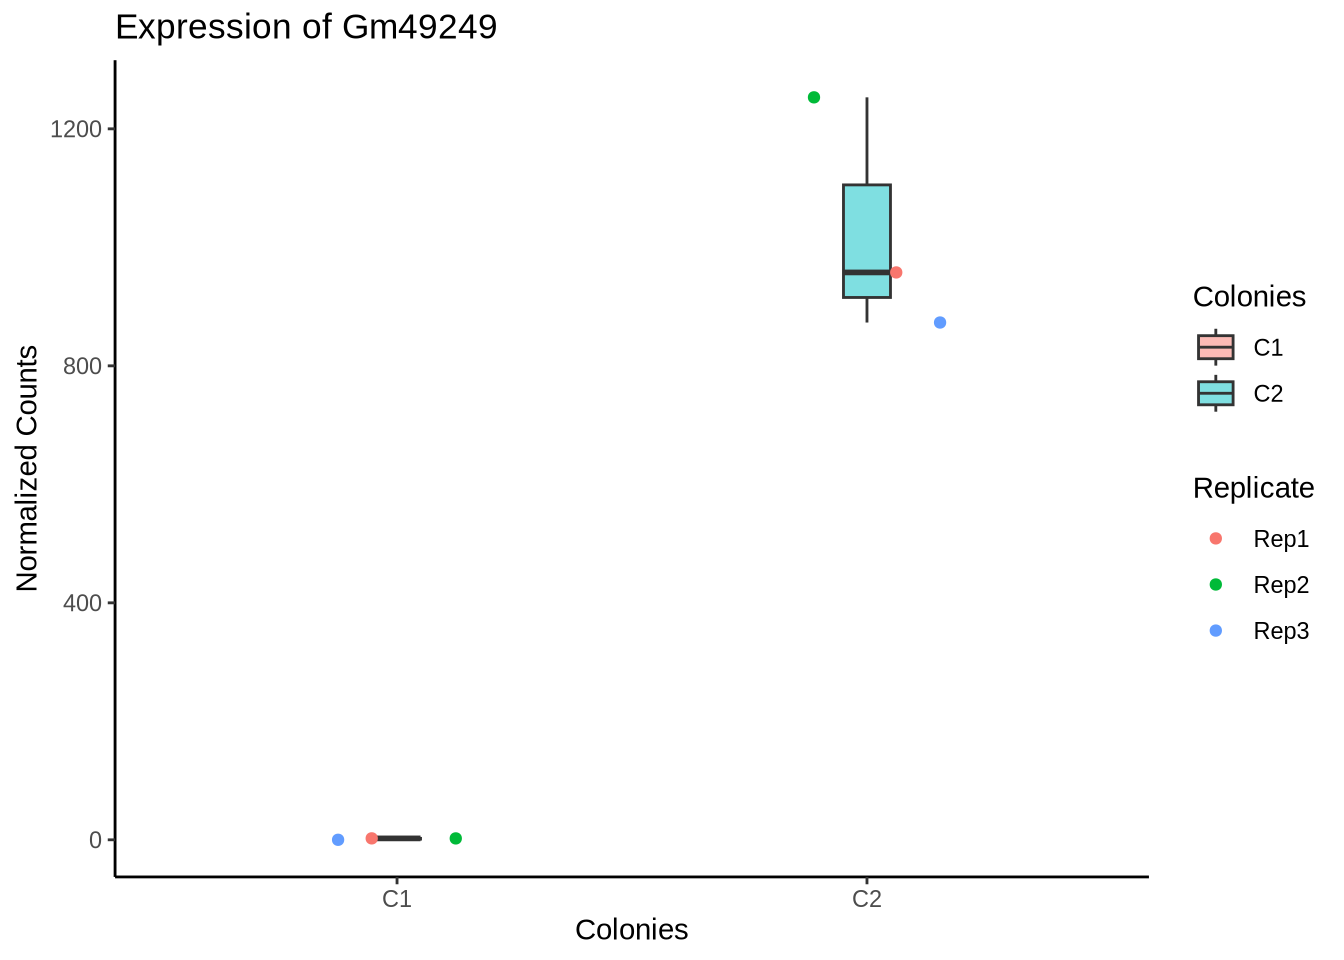 Expression of Gm49249
Normalized Counts
1200
800
400
0
C1
C2
Colonies
Colonies
C1
C2
Replicate
Rep1
Rep2
Rep3